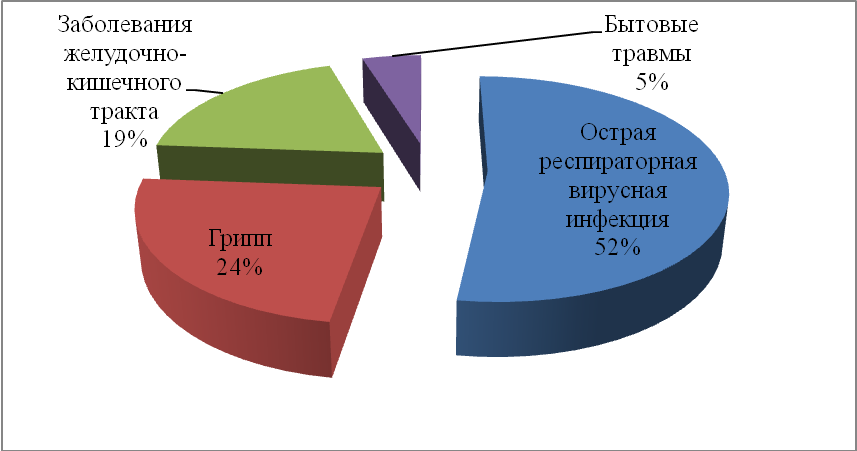 Заболевания
желудочно-
кишечного
тракта
19%
Бытовые
травмы
5%
Острая
респираторная
вирусная
инфекция
52%
Грипп
24%